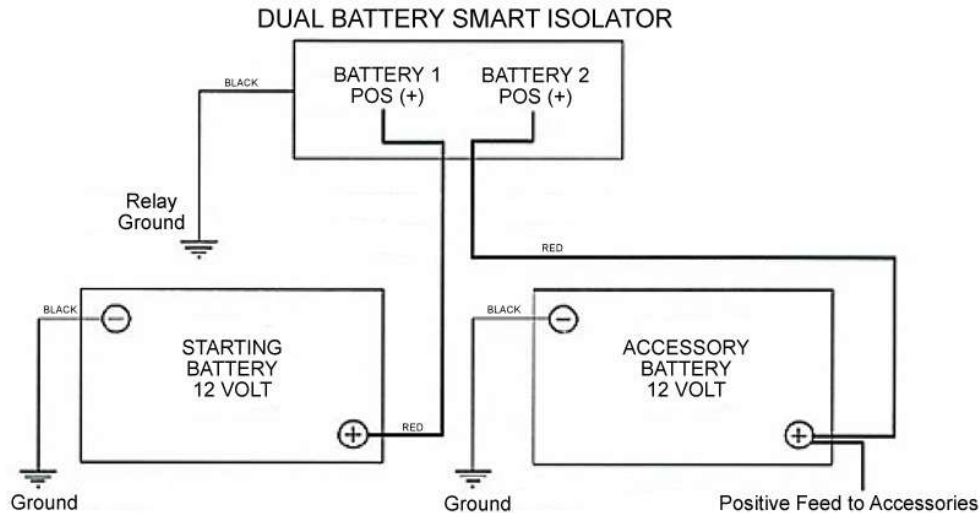 DUAL BATTERY SMART ISOLATOR
BATTERY 1
POS (+)
BATTERY 2
POS (+)
BLACK
Relay
Ground
RED
BLACK
STARTING
BATTERY
12 VOLT
RED
Ground
BLACK
ACCESSORY
BATTERY
12 VOLT
Ground
Positive Feed to Accessories